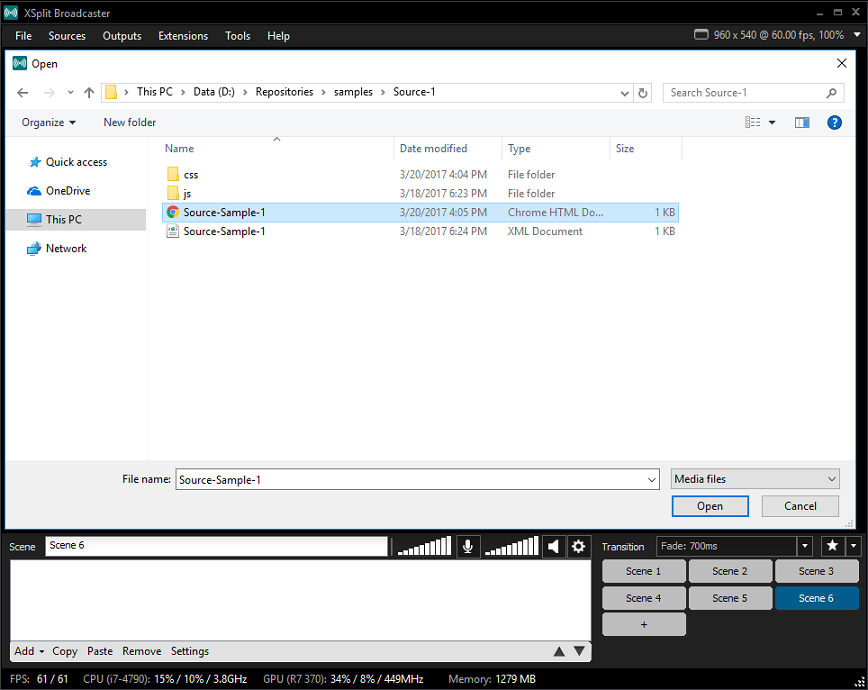 XSplit Broadcaster
File Sources Outputs Extensions Tools Help 960 x 540 @ 60.00 fps, 100%
Open
This PC Data (D:) Repositories samples Source-1 Search Source-1
Organize New folder
Name Date modified Type Size
Quick access
OneDrive
This PC
Network
css 3/20/2017 4:04 PM File folder
js 3/18/2017 6:23 PM File folder
Source-Sample-1 3/20/2017 4:05 PM Chrome HTML Do... 1 KB
Source-Sample-1 3/18/2017 6:24 PM XML Document 1 KB
File name: Source-Sample-1 Media files
Open Cancel
Scene Scene 6 Transition Fade: 700ms
Scene 1 Scene 2 Scene 3
Scene 4 Scene 5 Scene 6
+
Add Copy Paste Remove Settings
FPS: 61 / 61 CPU (i7-4790): 15% / 10% / 3.8GHz GPU (R7 370): 34% / 8% / 449MHz Memory: 1279 MB